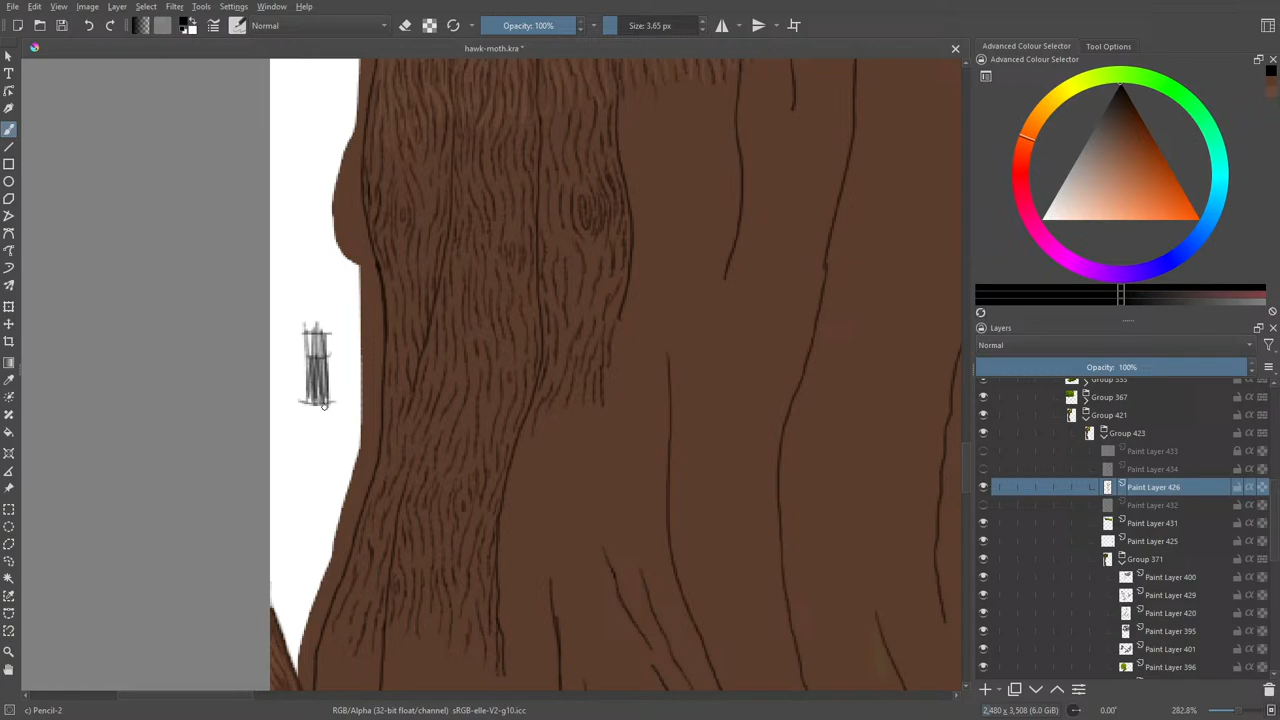 File Edit View Image Layer Select Filter Tools Settings Window Help
Normal Opacity: 100% Size: 3.65 px
hawk-moth.kra *
Advanced Colour Selector Tool Options
Advanced Colour Selector
Layers
Normal
Opacity: 100%
Group 367
Group 421
Group 423
Paint Layer 433
Paint Layer 434
Paint Layer 426
Paint Layer 432
Paint Layer 431
Paint Layer 425
Group 371
Paint Layer 400
Paint Layer 429
Paint Layer 420
Paint Layer 395
Paint Layer 401
Paint Layer 396
c) Pencil-2 RGB/Alpha (32-bit float/channel) sRGB-elle-V2-g10.icc 2,480 x 3,508 (6.0 GiB) 0.00° 282.8%